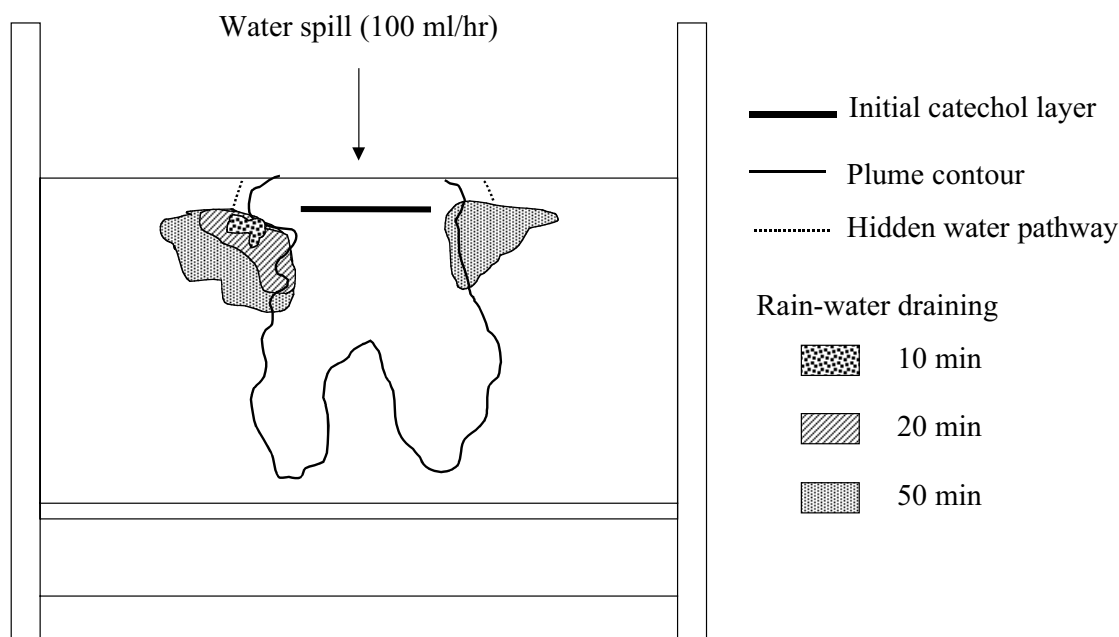 Water spill (100 ml/hr)
Initial catechol layer
Plume contour
Hidden water pathway
Rain-water draining
10 min
20 min
50 min